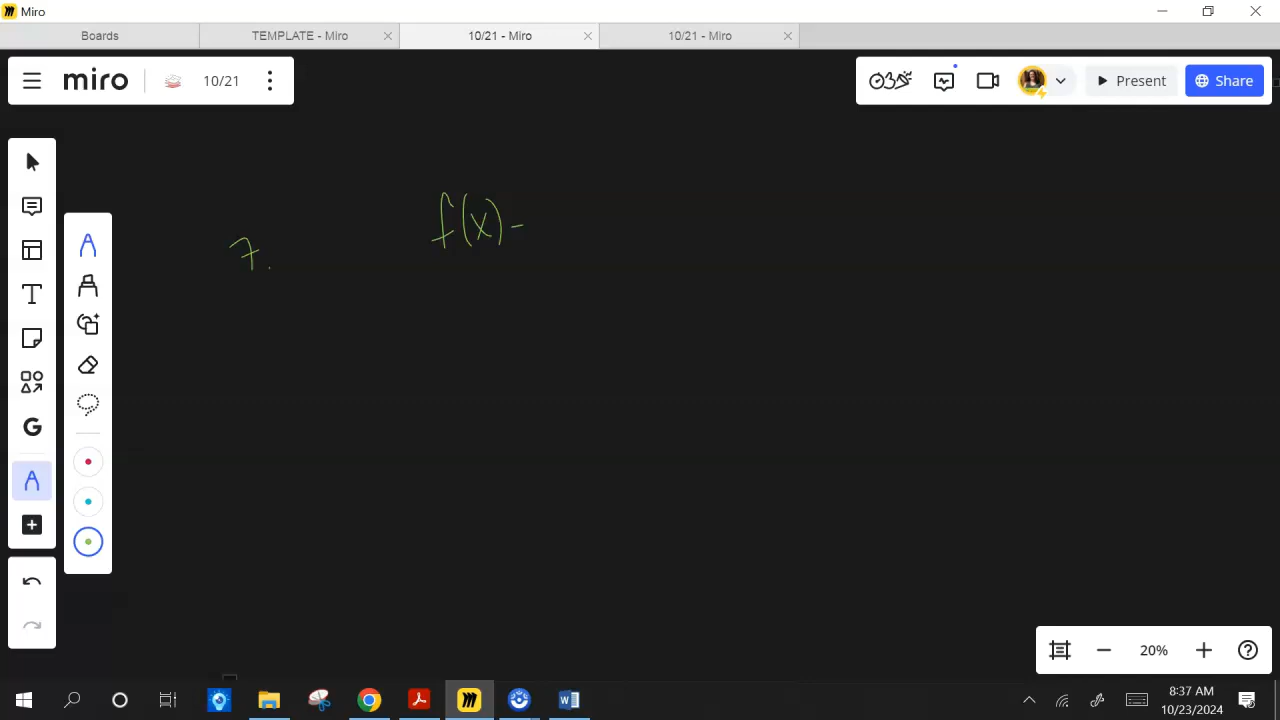 Miro
Boards
TEMPLATE - Miro
10/21 - Miro
10/21 - Miro
miro
10/21
Present
Share
f(x) -
7.
20%
8:37 AM
10/23/2024